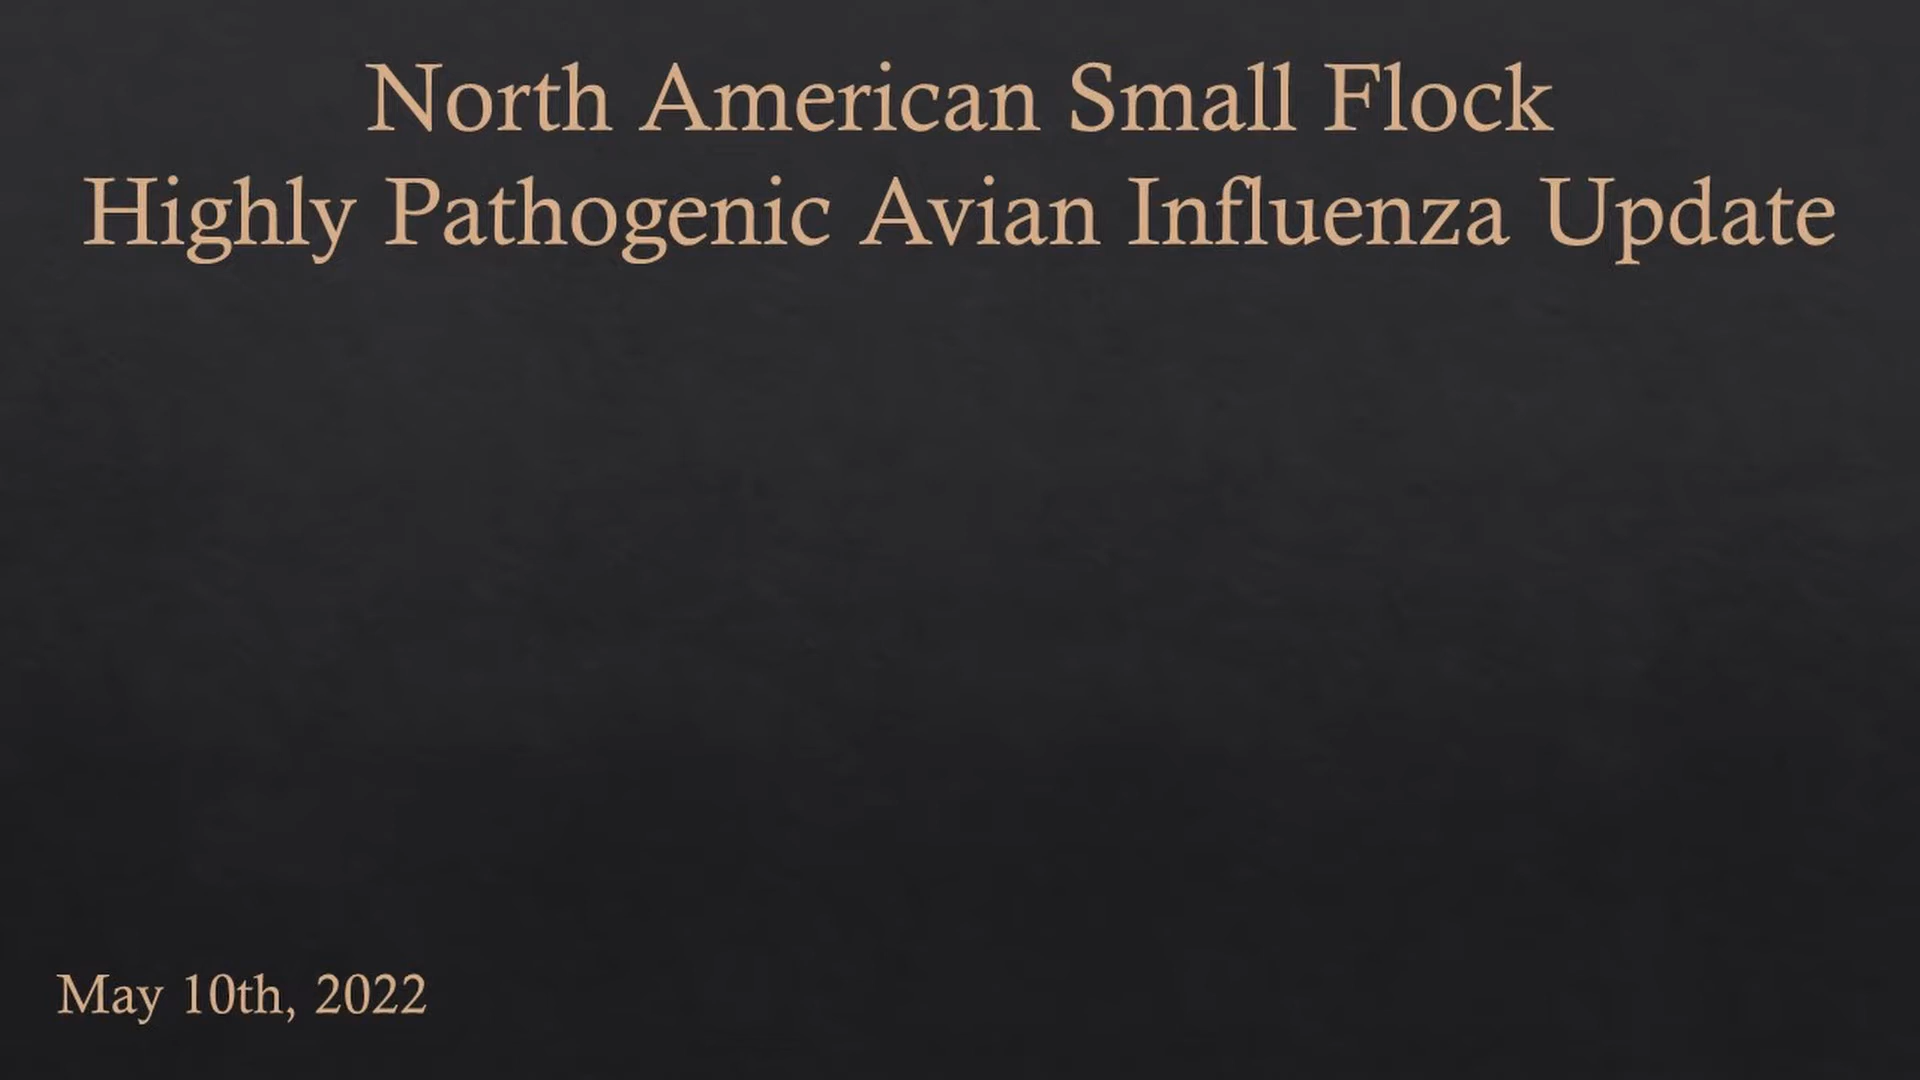 North American Small Flock
Highly Pathogenic Avian Influenza Update
May 10th, 2022